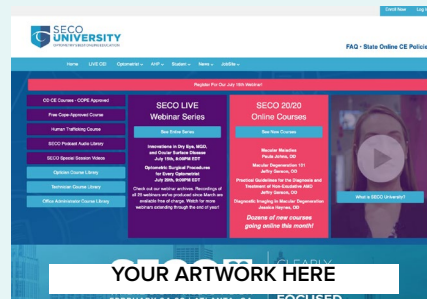 Enroll Now Log In
SECO
UNIVERSITY
FAQ • State Online CE Policies
Home LIVE CE! Optometrist AHP Student News JobSite
Register For Our July 15th Webinar!
CD CE Courses - COPE Approved
Free Cope-Approved Course
Human Trafficking Course
SECO Podcast Audio Library
SECO Special Session Videos
Optician Course Library
Technician Course Library
Office Administrator Course Library
SECO LIVE
Webinar Series
See Entire Series
Innovations in Dry Eye, MGD,
and Ocular Surface Disease
July 15th, 8:00PM EDT
Optometric Surgical Procedures
for Every Optometrist
July 29th, 9:00PM EDT
Check out our webinar archives. Recordings of
all 20 webinars we've produced since March are
available free of charge. Watch for more
webinars extending through the end of year!
SECO 20/20
Online Courses
See New Courses
Macular Maladies
Paula Johns, OD
Macular Degeneration 101
Jeffry Gerson, OD
Practical Guidelines for the Diagnosis and
Treatment of Non-Exudative AMD
Jeffry Gerson, OD
Diagnostic Imaging in Macular Degeneration
Jessica Haynes, OD
Dozens of new courses
going online this month!
What is SECO University?
CLEARLY
YOUR ARTWORK HERE
FOCUSED